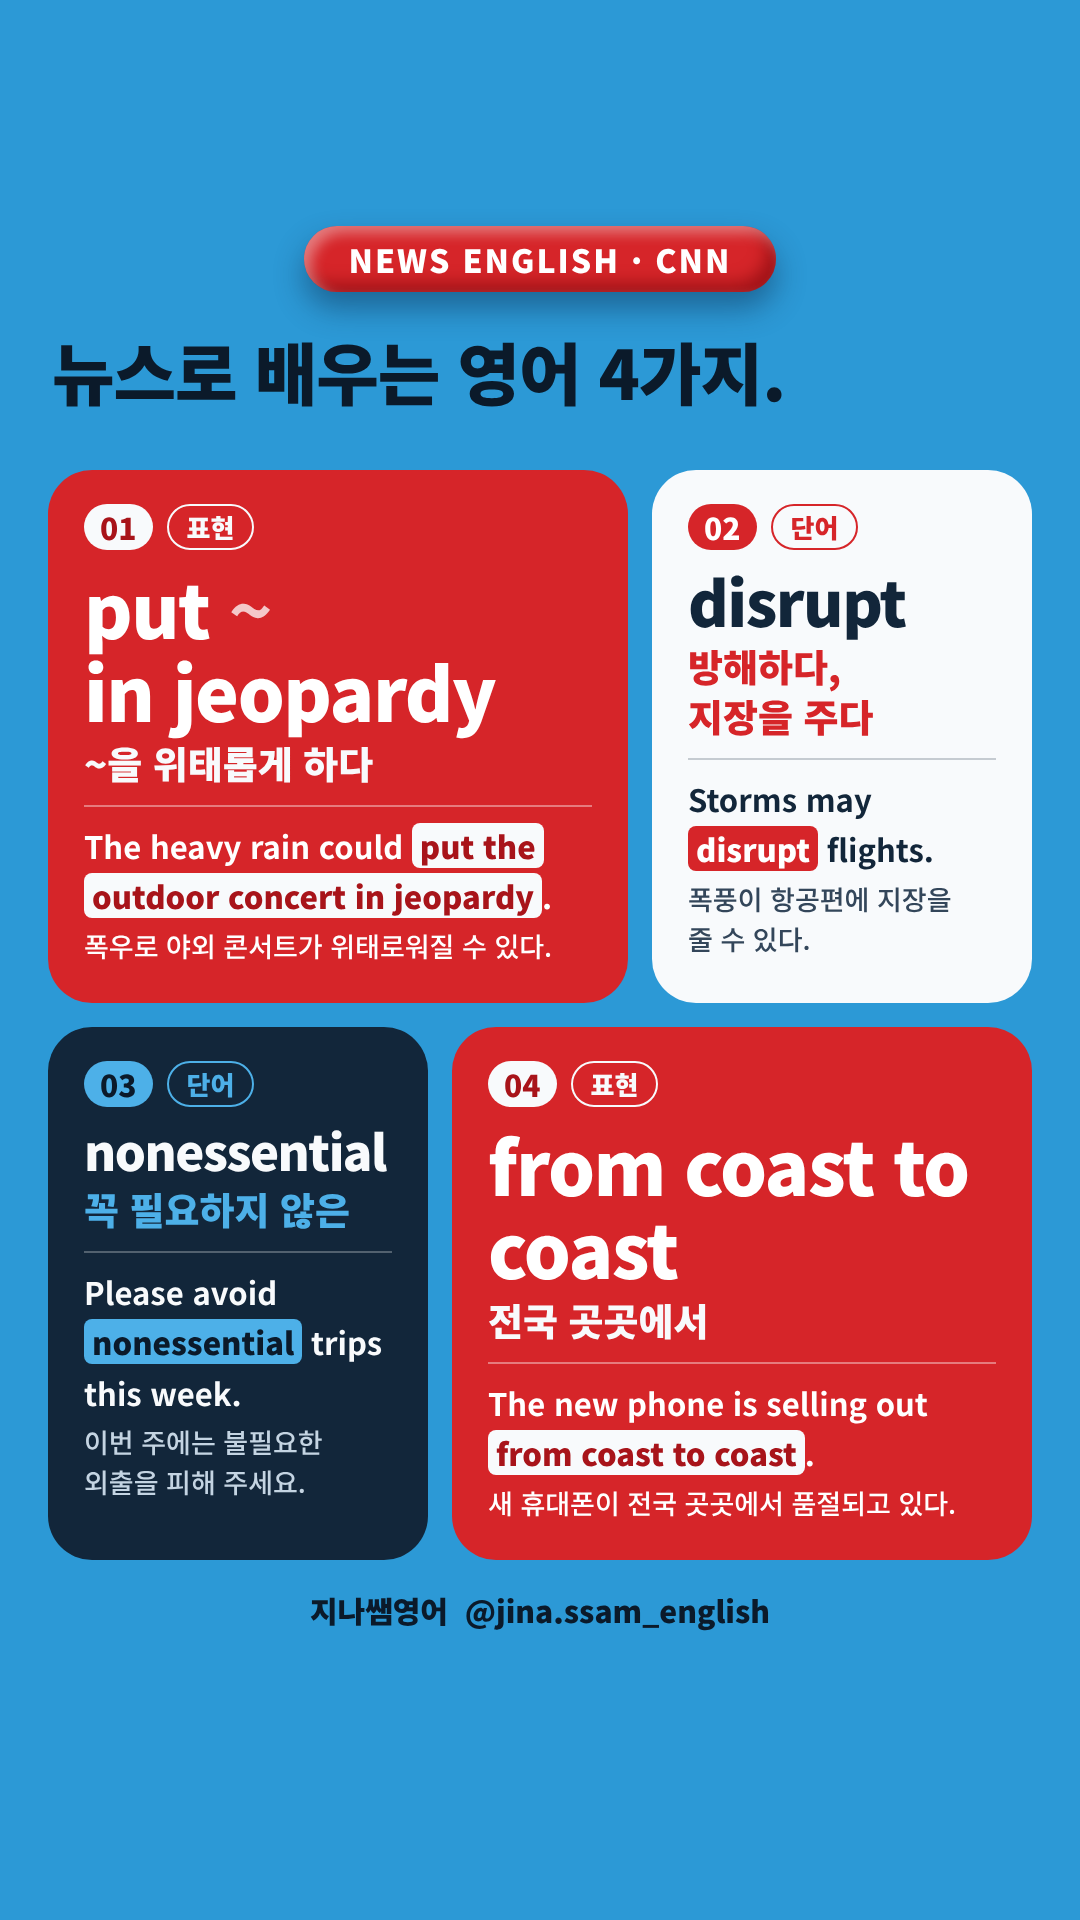 NEWS ENGLISH · CNN
뉴스로 배우는 영어 4가지.
01 표현
put ~
in jeopardy
~을 위태롭게 하다
The heavy rain could put the
outdoor concert in jeopardy.
폭우로 야외 콘서트가 위태로워질 수 있다.
02 단어
disrupt
방해하다,
지장을 주다
Storms may
disrupt flights.
폭풍이 항공편에 지장을
줄 수 있다.
03 단어
nonessential
꼭 필요하지 않은
Please avoid
nonessential trips
this week.
이번 주에는 불필요한
외출을 피해 주세요.
04 표현
from coast to
coast
전국 곳곳에서
The new phone is selling out
from coast to coast.
새 휴대폰이 전국 곳곳에서 품절되고 있다.
지나쌤영어 @jina.ssam_english